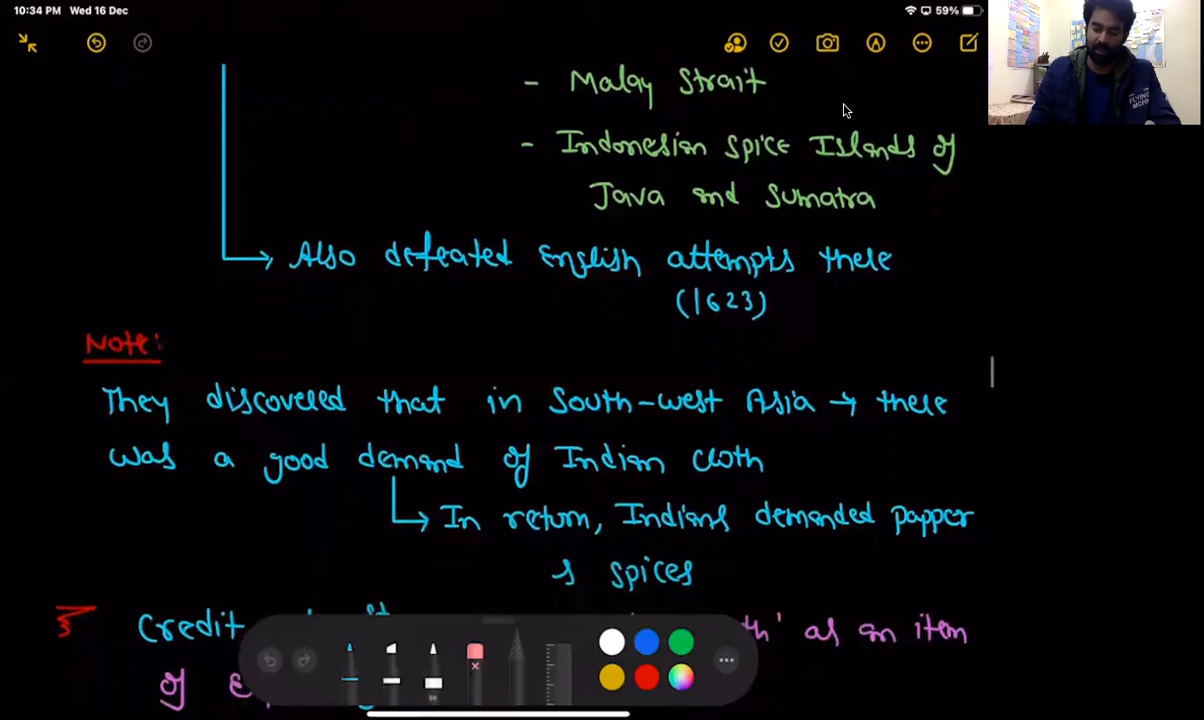 10:34 PM Wed 16 Dec
59%
- Malay Strait
- Indonesian Spice Islands of
Java and Sumatra
Also defeated English attempts there
(1623)
Note:
They discovered that in South-west Asia → there
was a good demand of Indian cloth
In return, Indians demanded papper
& spices
Credit th' as an item
of
FLYING